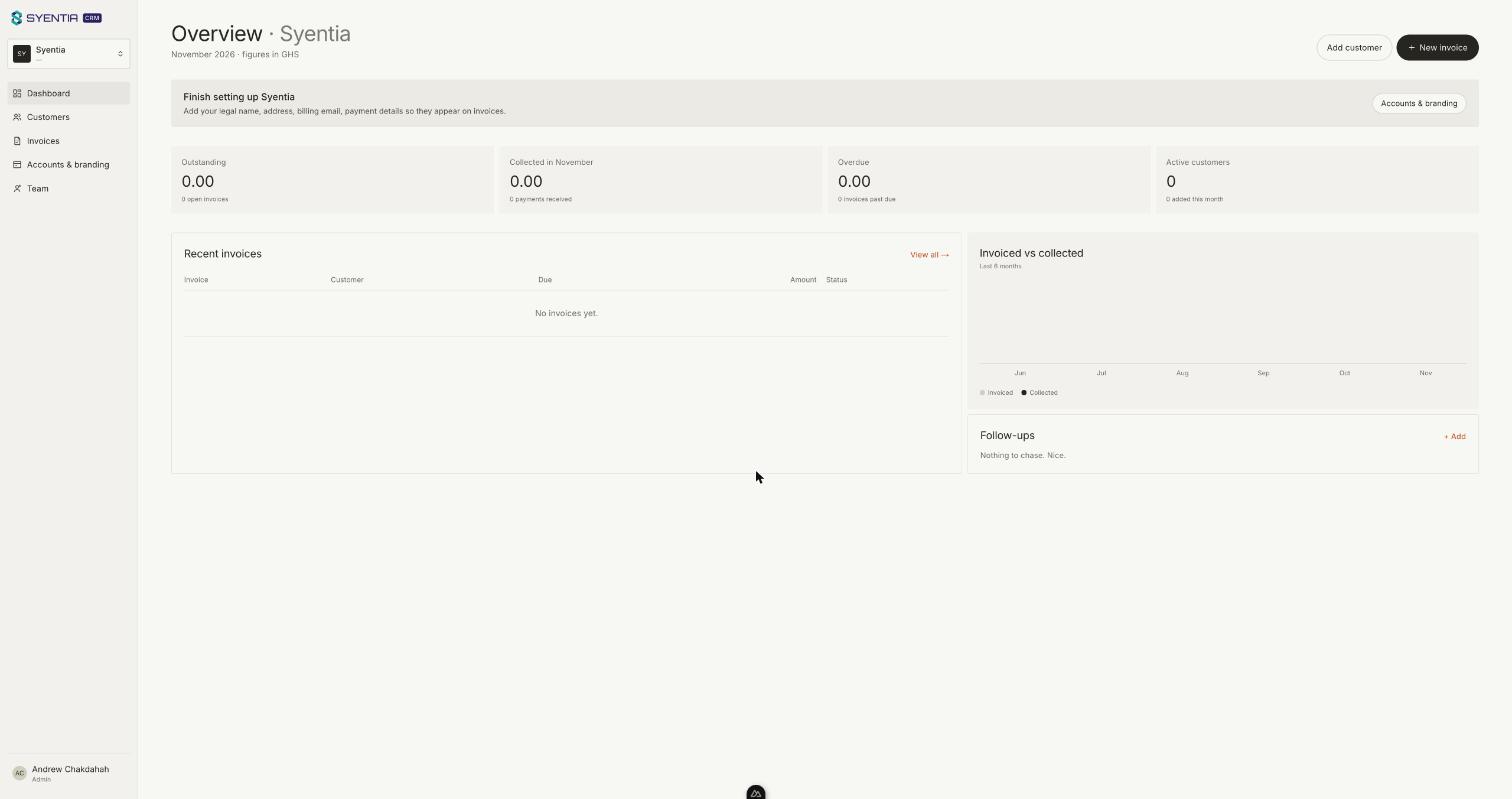 SYENTIA CRM
SY
Syentia
—
Dashboard
Customers
Invoices
Accounts & branding
Team
AC
Andrew Chakdahah
Admin
Overview · Syentia
November 2026 · figures in GHS
Add customer
+ New invoice
Finish setting up Syentia
Add your legal name, address, billing email, payment details so they appear on invoices.
Accounts & branding
Outstanding
0.00
0 open invoices
Collected in November
0.00
0 payments received
Overdue
0.00
0 invoices past due
Active customers
0
0 added this month
Recent invoices
View all →
Invoice Customer Due Amount Status
No invoices yet.
Invoiced vs collected
Last 6 months
Jun Jul Aug Sep Oct Nov
Invoiced Collected
Follow-ups
+ Add
Nothing to chase. Nice.